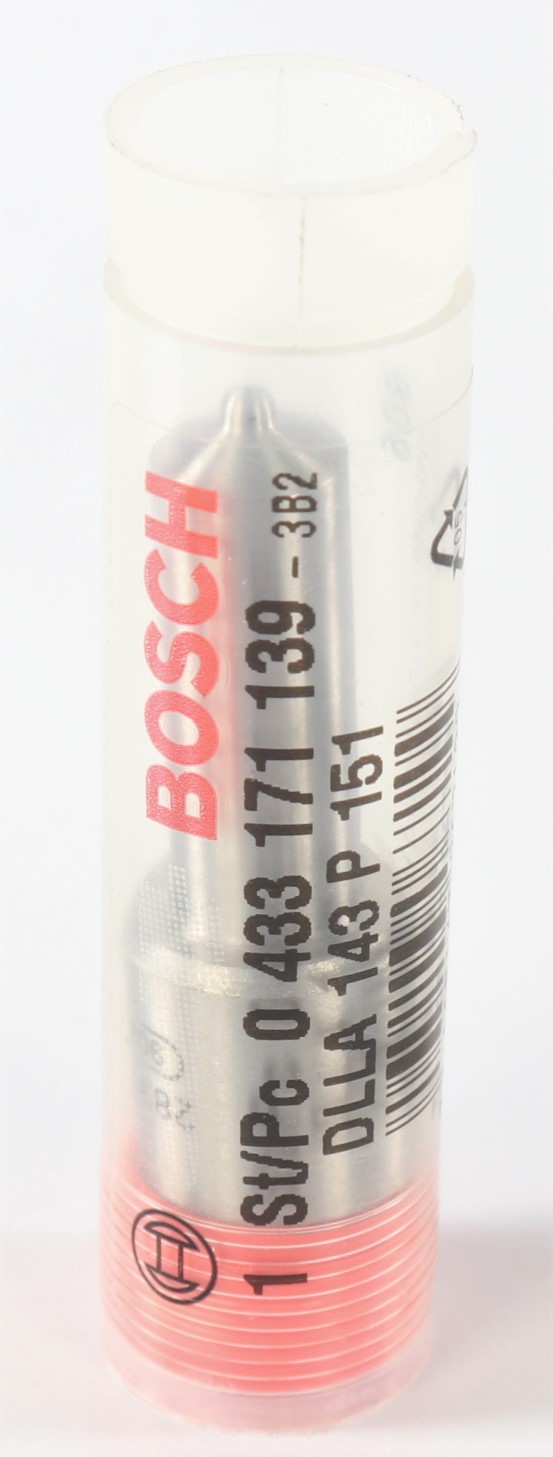 BOSCH
1 St/Pc 0 433 171 139 - 3B2
DLLA 143 P 151